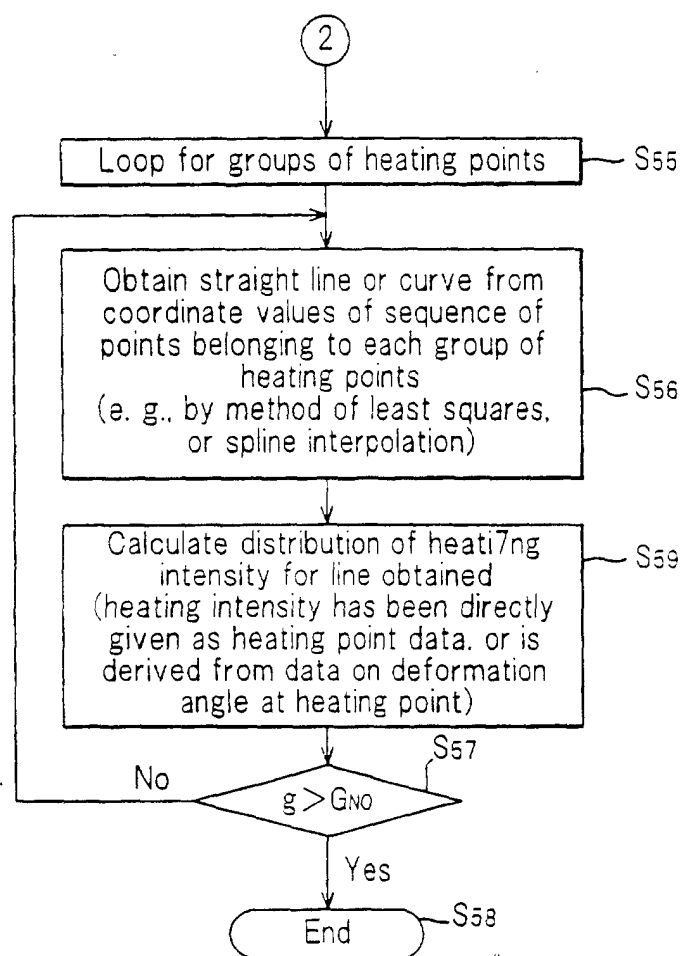 2
Loop for groups of heating points
S55
Obtain straight line or curve from
coordinate values of sequence of
points belonging to each group of
heating points
(e. g., by method of least squares,
or spline interpolation)
S56
Calculate distribution of heati7ng
intensity for line obtained
(heating intensity has been directly
given as heating point data. or is
derived from data on deformation
angle at heating point)
S59
S57
No
g>GNO
Yes
End
S58